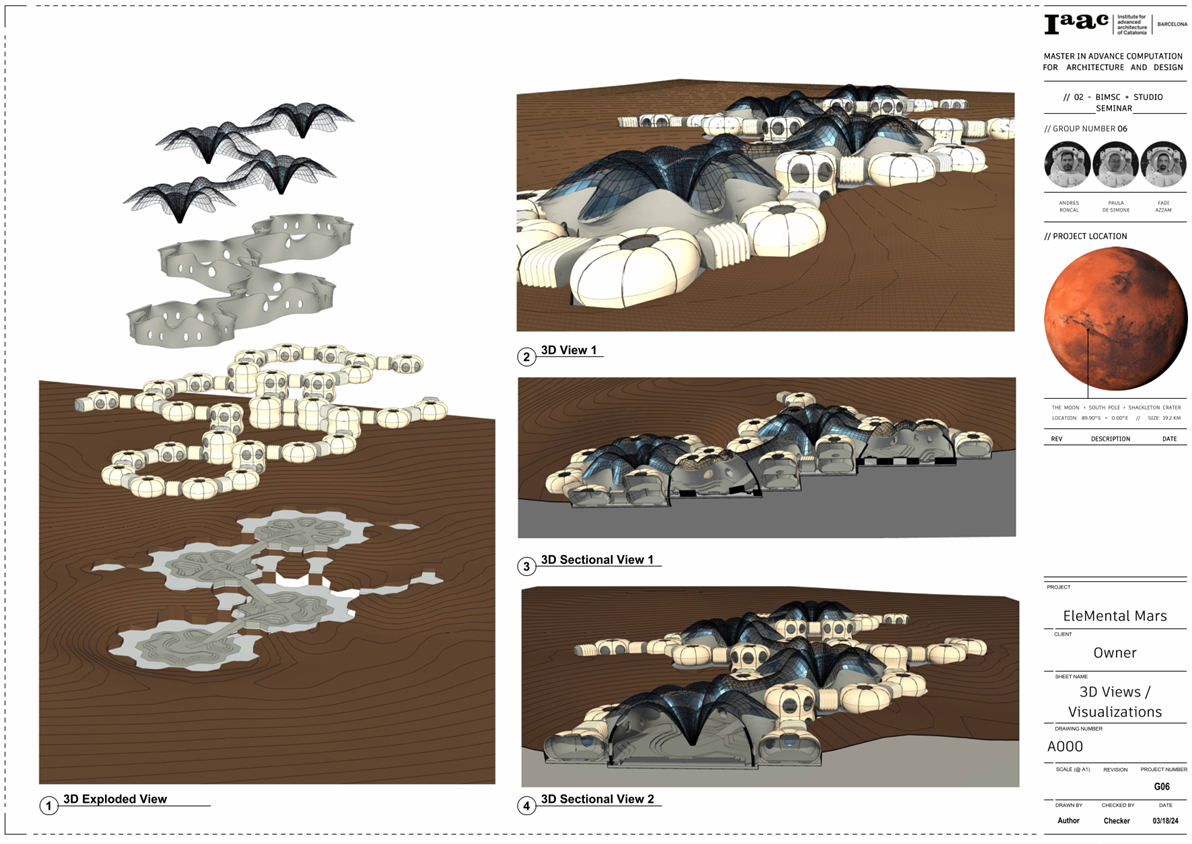 1 3D Exploded View
2 3D View 1
3 3D Sectional View 1
4 3D Sectional View 2
Iaac
Institute for
advanced
architecture
of Catalonia
BARCELONA
MASTER IN ADVANCE COMPUTATION
FOR ARCHITECTURE AND DESIGN
// 02 - BIMSC + STUDIO
SEMINAR
// GROUP NUMBER 06
ANDRES
RONCAL
PAULA
DE SIMONE
FADI
AZZAM
// PROJECT LOCATION
THE MOON + SOUTH POLE + SHACKLETON CRATER
LOCATION: 89.90°S + 0.00°E // SIZE: 19.2 KM
REV DESCRIPTION DATE
PROJECT
EleMental Mars
CLIENT
Owner
SHEET NAME
3D Views /
Visualizations
DRAWING NUMBER
A000
SCALE (@ A1) REVISION PROJECT NUMBER
G06
DRAWN BY CHECKED BY DATE
Author Checker 03/18/24